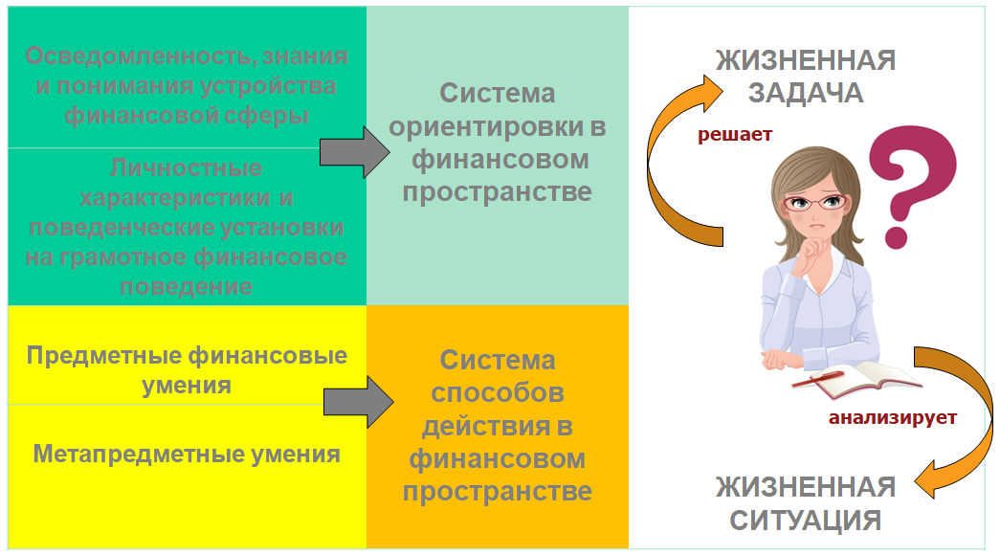 Осведомленность, знания
и понимания устройства
финансовой сферы
Личностные
характеристики и
поведенческие установки
на грамотное финансовое
поведение
Система
ориентировки в
финансовом
пространстве
Предметные финансовые
умения
Метапредметные умения
Система
способов
действия в
финансовом
пространстве
ЖИЗНЕННАЯ
ЗАДАЧА
решает
?
анализирует
ЖИЗНЕННАЯ
СИТУАЦИЯ